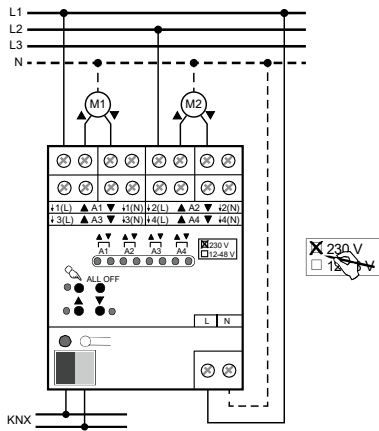 L1
L2
L3
N
M1 M2
↓1(L) ▲ A1 ▼ ↓1(N) ↓2(L) ▲ A2 ▼ ↓2(N)
↓3(L) ▲ A3 ▼ ↓3(N) ↓4(L) ▲ A4 ▼ ↓4(N)
▲▼ ▲▼ ▲▼ ▲▼
A1 A2 A3 A4
230 V
12-48 V
230 V
ALL OFF
L N
KNX